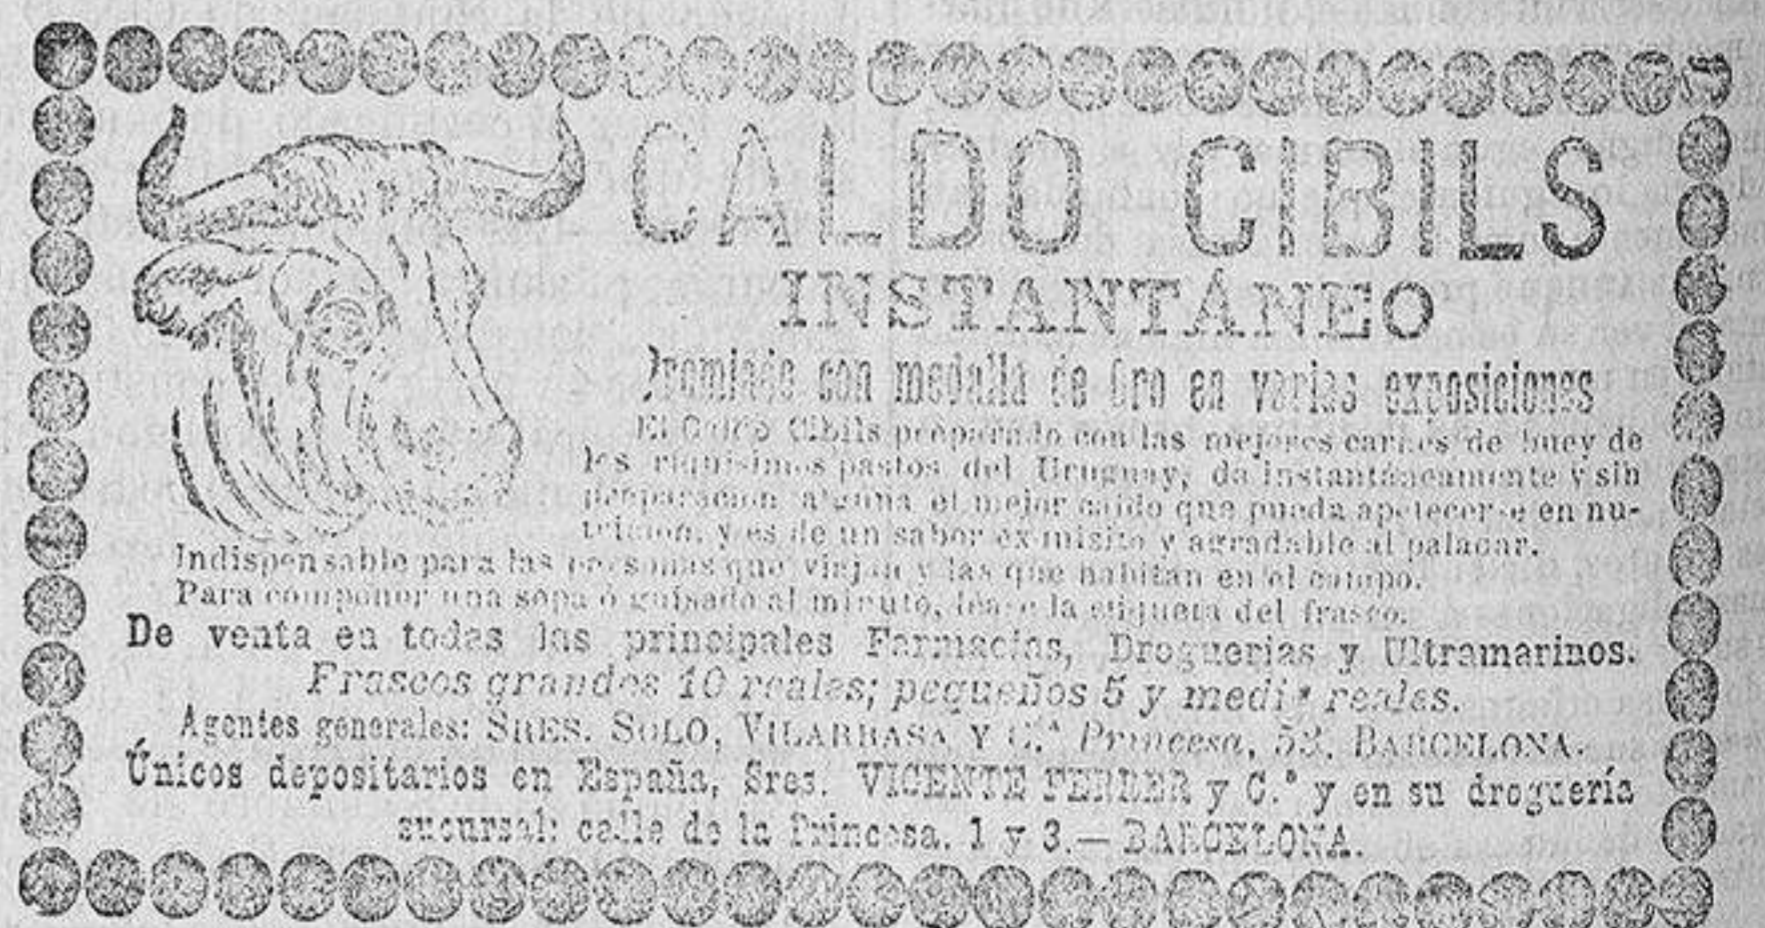 CALDO CIBILS
INSTANTÁNEO
Premiado con medalla de Oro en varias exposiciones
El Caldo Cibils preparado con las mejores carnes de buey de
los riquísimos pastos del Uruguay, da instantáneamente y sin
preparación alguna el mejor caldo que pueda apetecerse en nu-
trición, y es de un sabor exquisito y agradable al paladar.
Indispensable para las personas que viajan y las que habitan en el campo.
Para componer una sopa ó guisado al minuto, léase la etiqueta del frasco.
De venta en todas las principales Farmacias, Droguerias y Ultramarinos.
Frascos grandes 10 reales; pequeños 5 y medio reales.
Agentes generales: SRES. SOLO, VILARRASA Y C.ª Princesa, 53, BARCELONA.
Únicos depositarios en España, Sres. VICENTE FERRER y C.ª y en su droguería
sucursal: calle de la Princesa, 1 y 3.—BARCELONA.